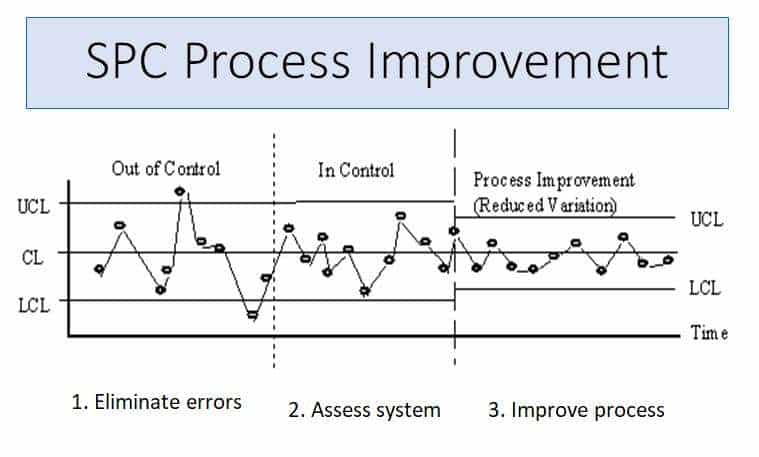 SPC Process Improvement
Out of Control
In Control
Process Improvement
(Reduced Variation)
UCL
CL
LCL
UCL
LCL
Time
1. Eliminate errors
2. Assess system
3. Improve process